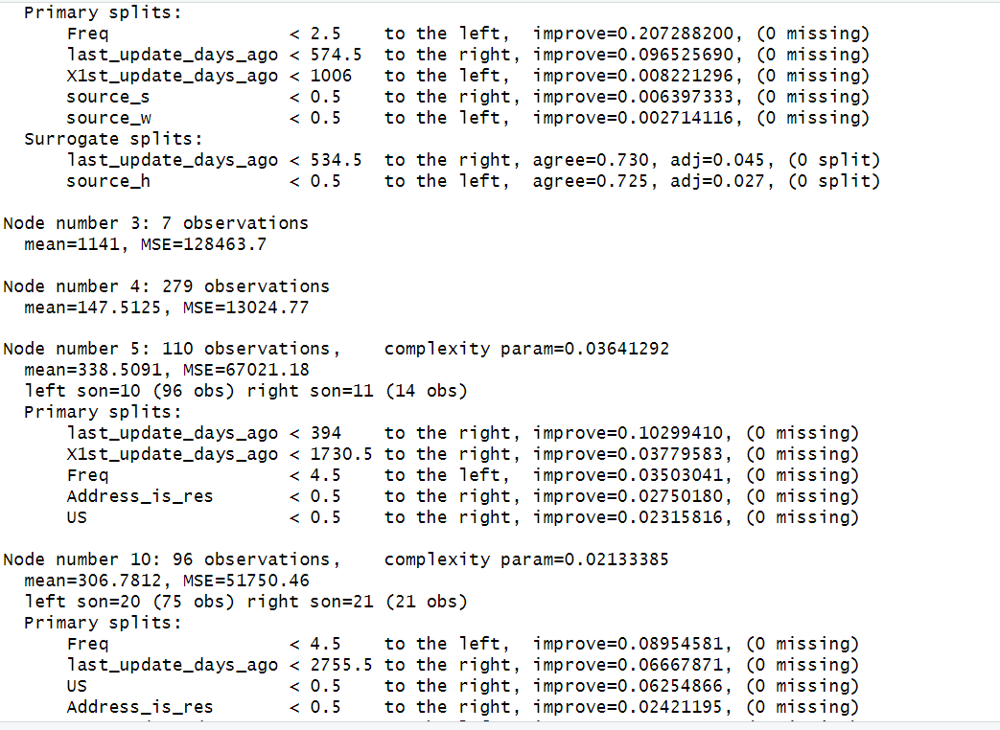 Primary splits:
Freq < 2.5 to the left, improve=0.207288200, (0 missing)
last_update_days_ago < 574.5 to the right, improve=0.096525690, (0 missing)
X1st_update_days_ago < 1006 to the left, improve=0.008221296, (0 missing)
source_s < 0.5 to the right, improve=0.006397333, (0 missing)
source_w < 0.5 to the left, improve=0.002714116, (0 missing)
Surrogate splits:
last_update_days_ago < 534.5 to the right, agree=0.730, adj=0.045, (0 split)
source_h < 0.5 to the left, agree=0.725, adj=0.027, (0 split)
Node number 3: 7 observations
mean=1141, MSE=128463.7
Node number 4: 279 observations
mean=147.5125, MSE=13024.77
Node number 5: 110 observations, complexity param=0.03641292
mean=338.5091, MSE=67021.18
left son=10 (96 obs) right son=11 (14 obs)
Primary splits:
last_update_days_ago < 394 to the right, improve=0.10299410, (0 missing)
X1st_update_days_ago < 1730.5 to the right, improve=0.03779583, (0 missing)
Freq < 4.5 to the left, improve=0.03503041, (0 missing)
Address_is_res < 0.5 to the right, improve=0.02750180, (0 missing)
US < 0.5 to the right, improve=0.02315816, (0 missing)
Node number 10: 96 observations, complexity param=0.02133385
mean=306.7812, MSE=51750.46
left son=20 (75 obs) right son=21 (21 obs)
Primary splits:
Freq < 4.5 to the left, improve=0.08954581, (0 missing)
last_update_days_ago < 2755.5 to the right, improve=0.06667871, (0 missing)
US < 0.5 to the right, improve=0.06254866, (0 missing)
Address_is_res < 0.5 to the right, improve=0.02421195, (0 missing)